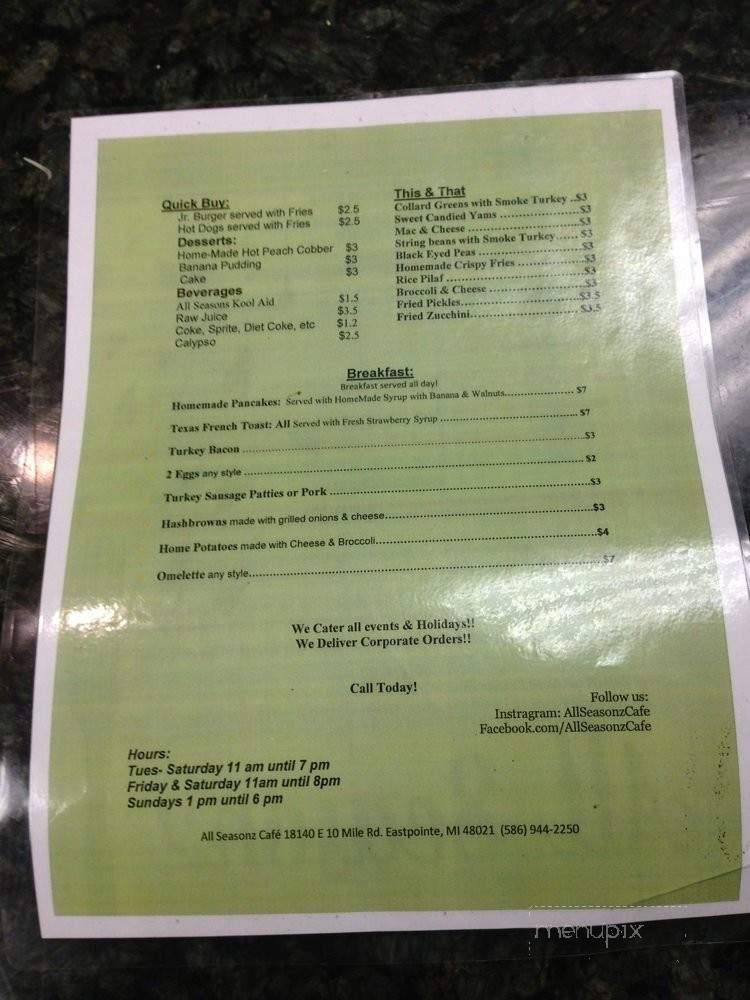 Quick Buy:
Jr. Burger served with Fries $2.5
Hot Dogs served with Fries $2.5
Desserts:
Home-Made Hot Peach Cobber $3
Banana Pudding $3
Cake $3
Beverages
All Seasons Kool Aid $1.5
Raw Juice $3.5
Coke, Sprite, Diet Coke, etc $1.2
Calypso $2.5
This & That
Collard Greens with Smoke Turkey ..$3
Sweet Candied Yams ....................$3
Mac & Cheese ..............................$3
String beans with Smoke Turkey...... $3
Black Eyed Peas ...........................$3
Homemade Crispy Fries .................$3
Rice Pilaf ...................................$3
Broccoli & Cheese ........................$3
Fried Pickles..............................$3.5
Fried Zucchini............................$3.5
Breakfast:
Breakfast served all day!
Homemade Pancakes: Served with HomeMade Syrup with Banana & Walnuts...................... $7
Texas French Toast: All Served with Fresh Strawberry Syrup ............................................ $7
Turkey Bacon ..........................................................................................$3
2 Eggs any style ...................................................................................... $2
Turkey Sausage Patties or Pork ....................................................................$3
Hashbrowns made with grilled onions & cheese......................................................$3
Home Potatoes made with Cheese & Broccoli..........................................................$4
Omelette any style.....................................................................................$7
We Cater all events & Holidays!!
We Deliver Corporate Orders!!
Call Today!
Follow us:
Instragram: AllSeasonzCafe
Facebook.com/AllSeasonzCafe
Hours:
Tues- Saturday 11 am until 7 pm
Friday & Saturday 11am until 8pm
Sundays 1 pm until 6 pm
All Seasonz Café 18140 E 10 Mile Rd. Eastpointe, MI 48021 (586) 944-2250
menupix